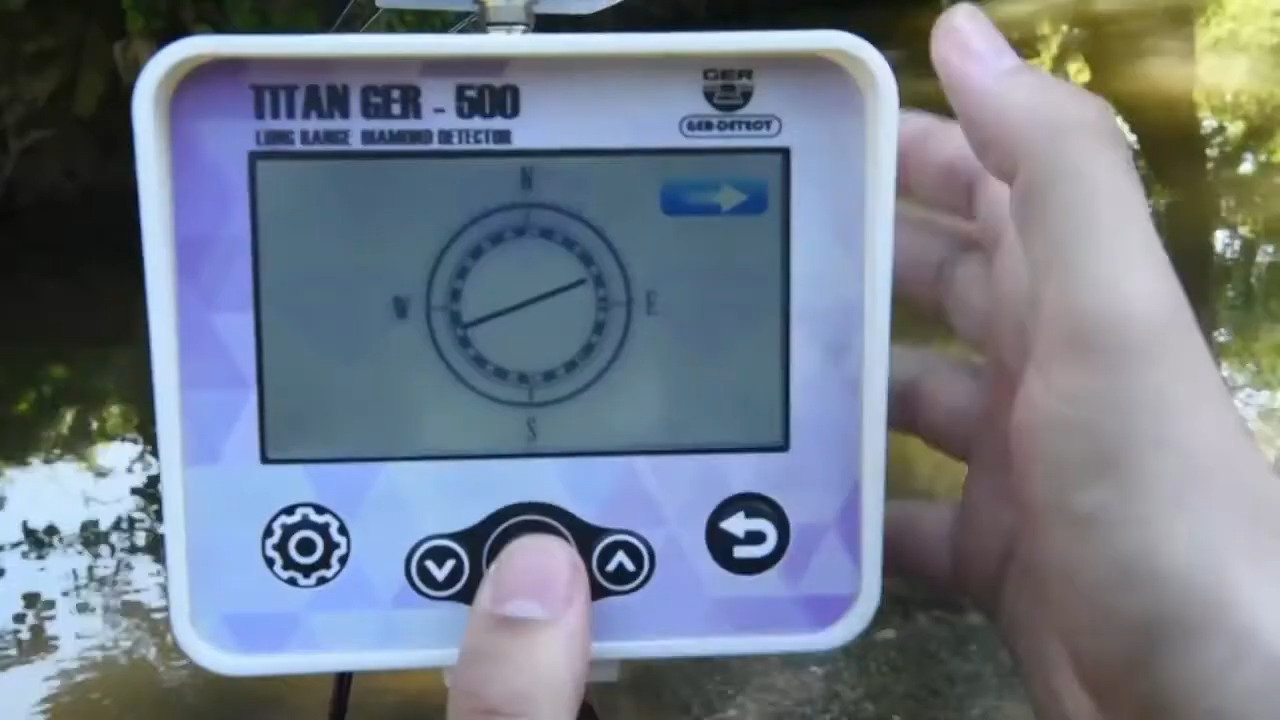 TITAN GER - 500
LONG RANGE DIAMOND DETECTOR
GER
GER-DETECT
N
W
E
S